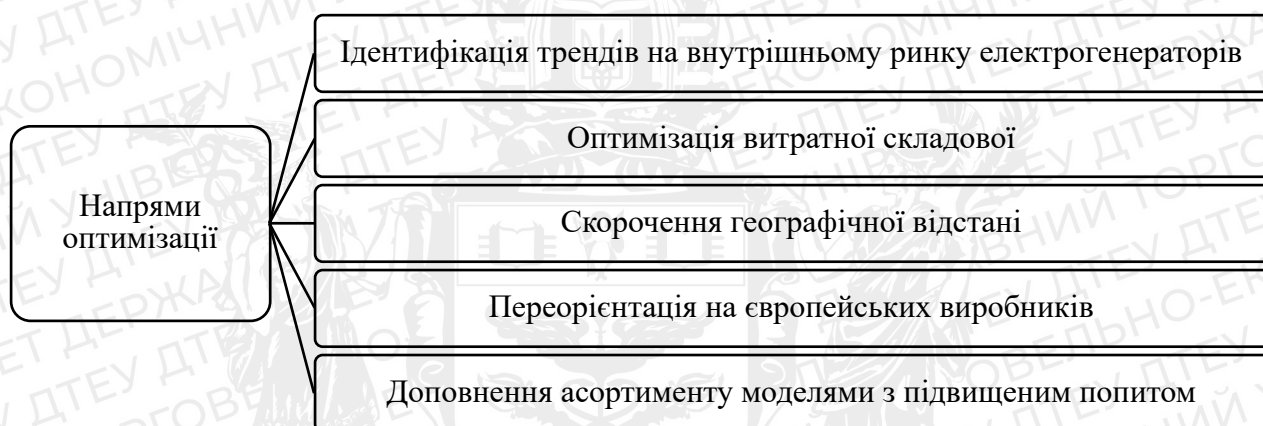 Ідентифікація трендів на внутрішньому ринку електрогенераторів
Оптимізація витратної складової
Напрями
оптимізації
Скорочення географічної відстані
Переорієнтація на європейських виробників
Доповнення асортименту моделями з підвищеним попитом